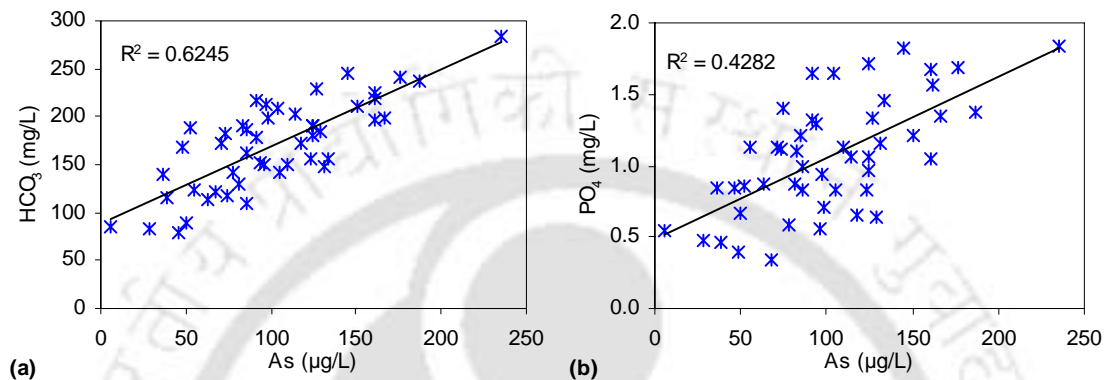 300
250
200
150
100
50
0
HCO₃ (mg/L)
R² = 0.6245
0 50 100 150 200 250
As (µg/L)
(a)
2.0
1.5
1.0
0.5
0.0
PO₄ (mg/L)
R² = 0.4282
0 50 100 150 200 250
As (µg/L)
(b)